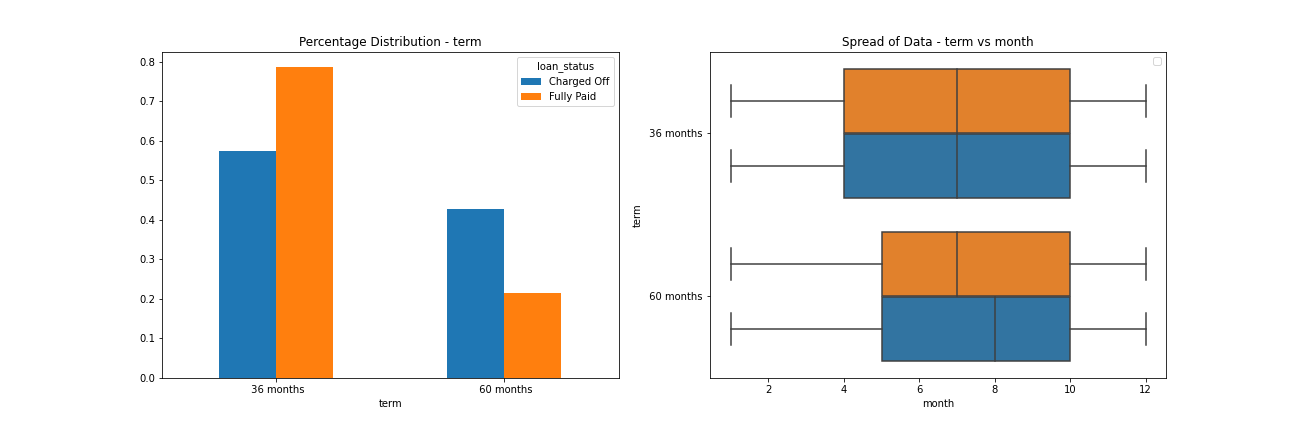 Percentage Distribution - term
0.8
0.7
0.6
0.5
0.4
0.3
0.2
0.1
0.0
loan_status
Charged Off
Fully Paid
36 months
60 months
term
Spread of Data - term vs month
term
36 months
60 months
2
4
6
8
10
12
month